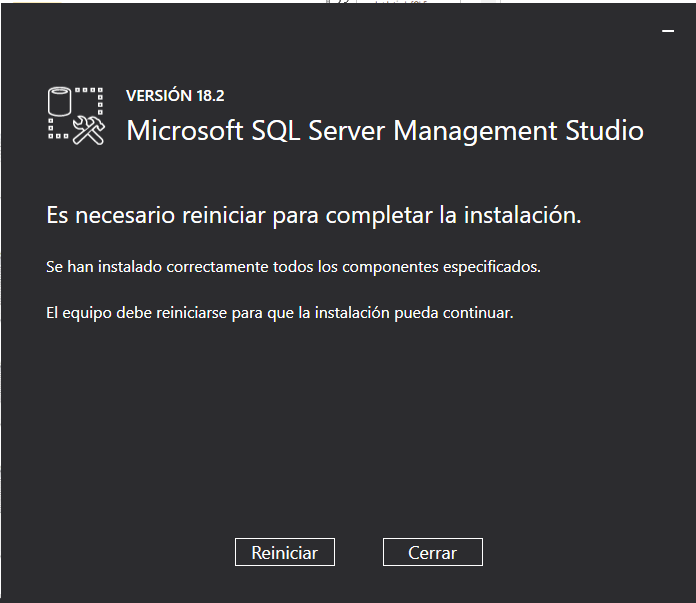 VERSIÓN 18.2
Microsoft SQL Server Management Studio
Es necesario reiniciar para completar la instalación.
Se han instalado correctamente todos los componentes especificados.
El equipo debe reiniciarse para que la instalación pueda continuar.
Reiniciar
Cerrar